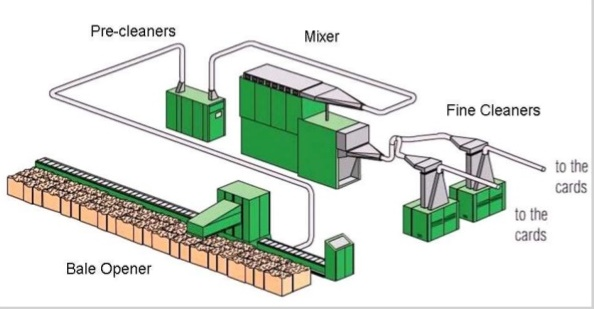 Pre-cleaners
Mixer
Fine Cleaners
to the
cards
to the
cards
Bale Opener